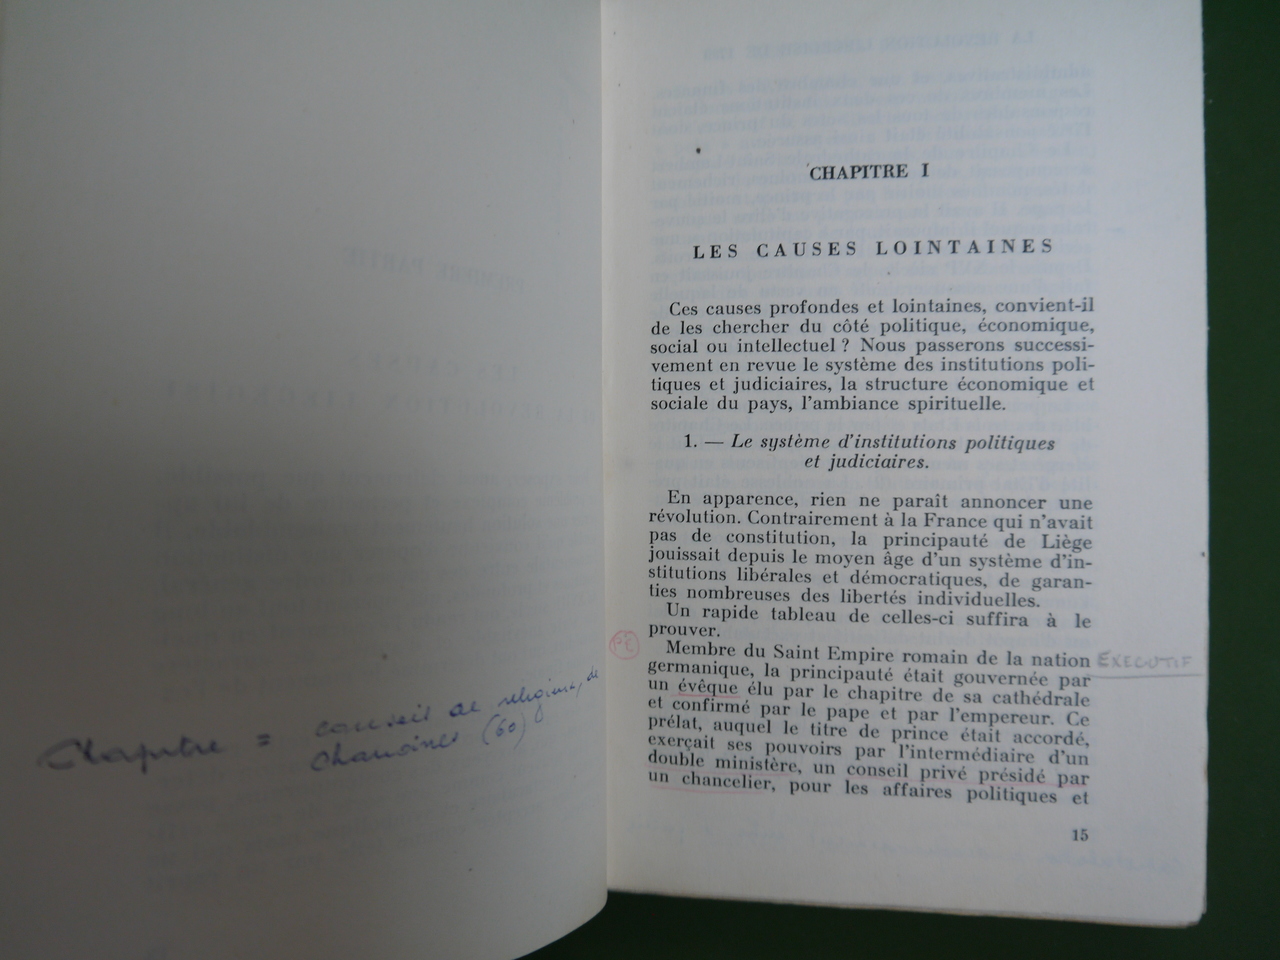 Chapitre = conseil de religieux, de
chanoines (60)
CHAPITRE I
LES CAUSES LOINTAINES
Ces causes profondes et lointaines, convient-il
de les chercher du côté politique, économique,
social ou intellectuel ? Nous passerons successi-
vement en revue le système des institutions poli-
tiques et judiciaires, la structure économique et
sociale du pays, l'ambiance spirituelle.
1. — Le système d'institutions politiques
et judiciaires.
En apparence, rien ne paraît annoncer une
révolution. Contrairement à la France qui n'avait
pas de constitution, la principauté de Liège
jouissait depuis le moyen âge d'un système d'in-
stitutions libérales et démocratiques, de garan-
ties nombreuses des libertés individuelles.
Un rapide tableau de celles-ci suffira à le
prouver.
Membre du Saint Empire romain de la nation
EXECUTIF
germanique, la principauté était gouvernée par
un évêque élu par le chapitre de sa cathédrale
et confirmé par le pape et par l'empereur. Ce
prélat, auquel le titre de prince était accordé,
exerçait ses pouvoirs par l'intermédiaire d'un
double ministère, un conseil privé présidé par
un chancelier, pour les affaires politiques et
15